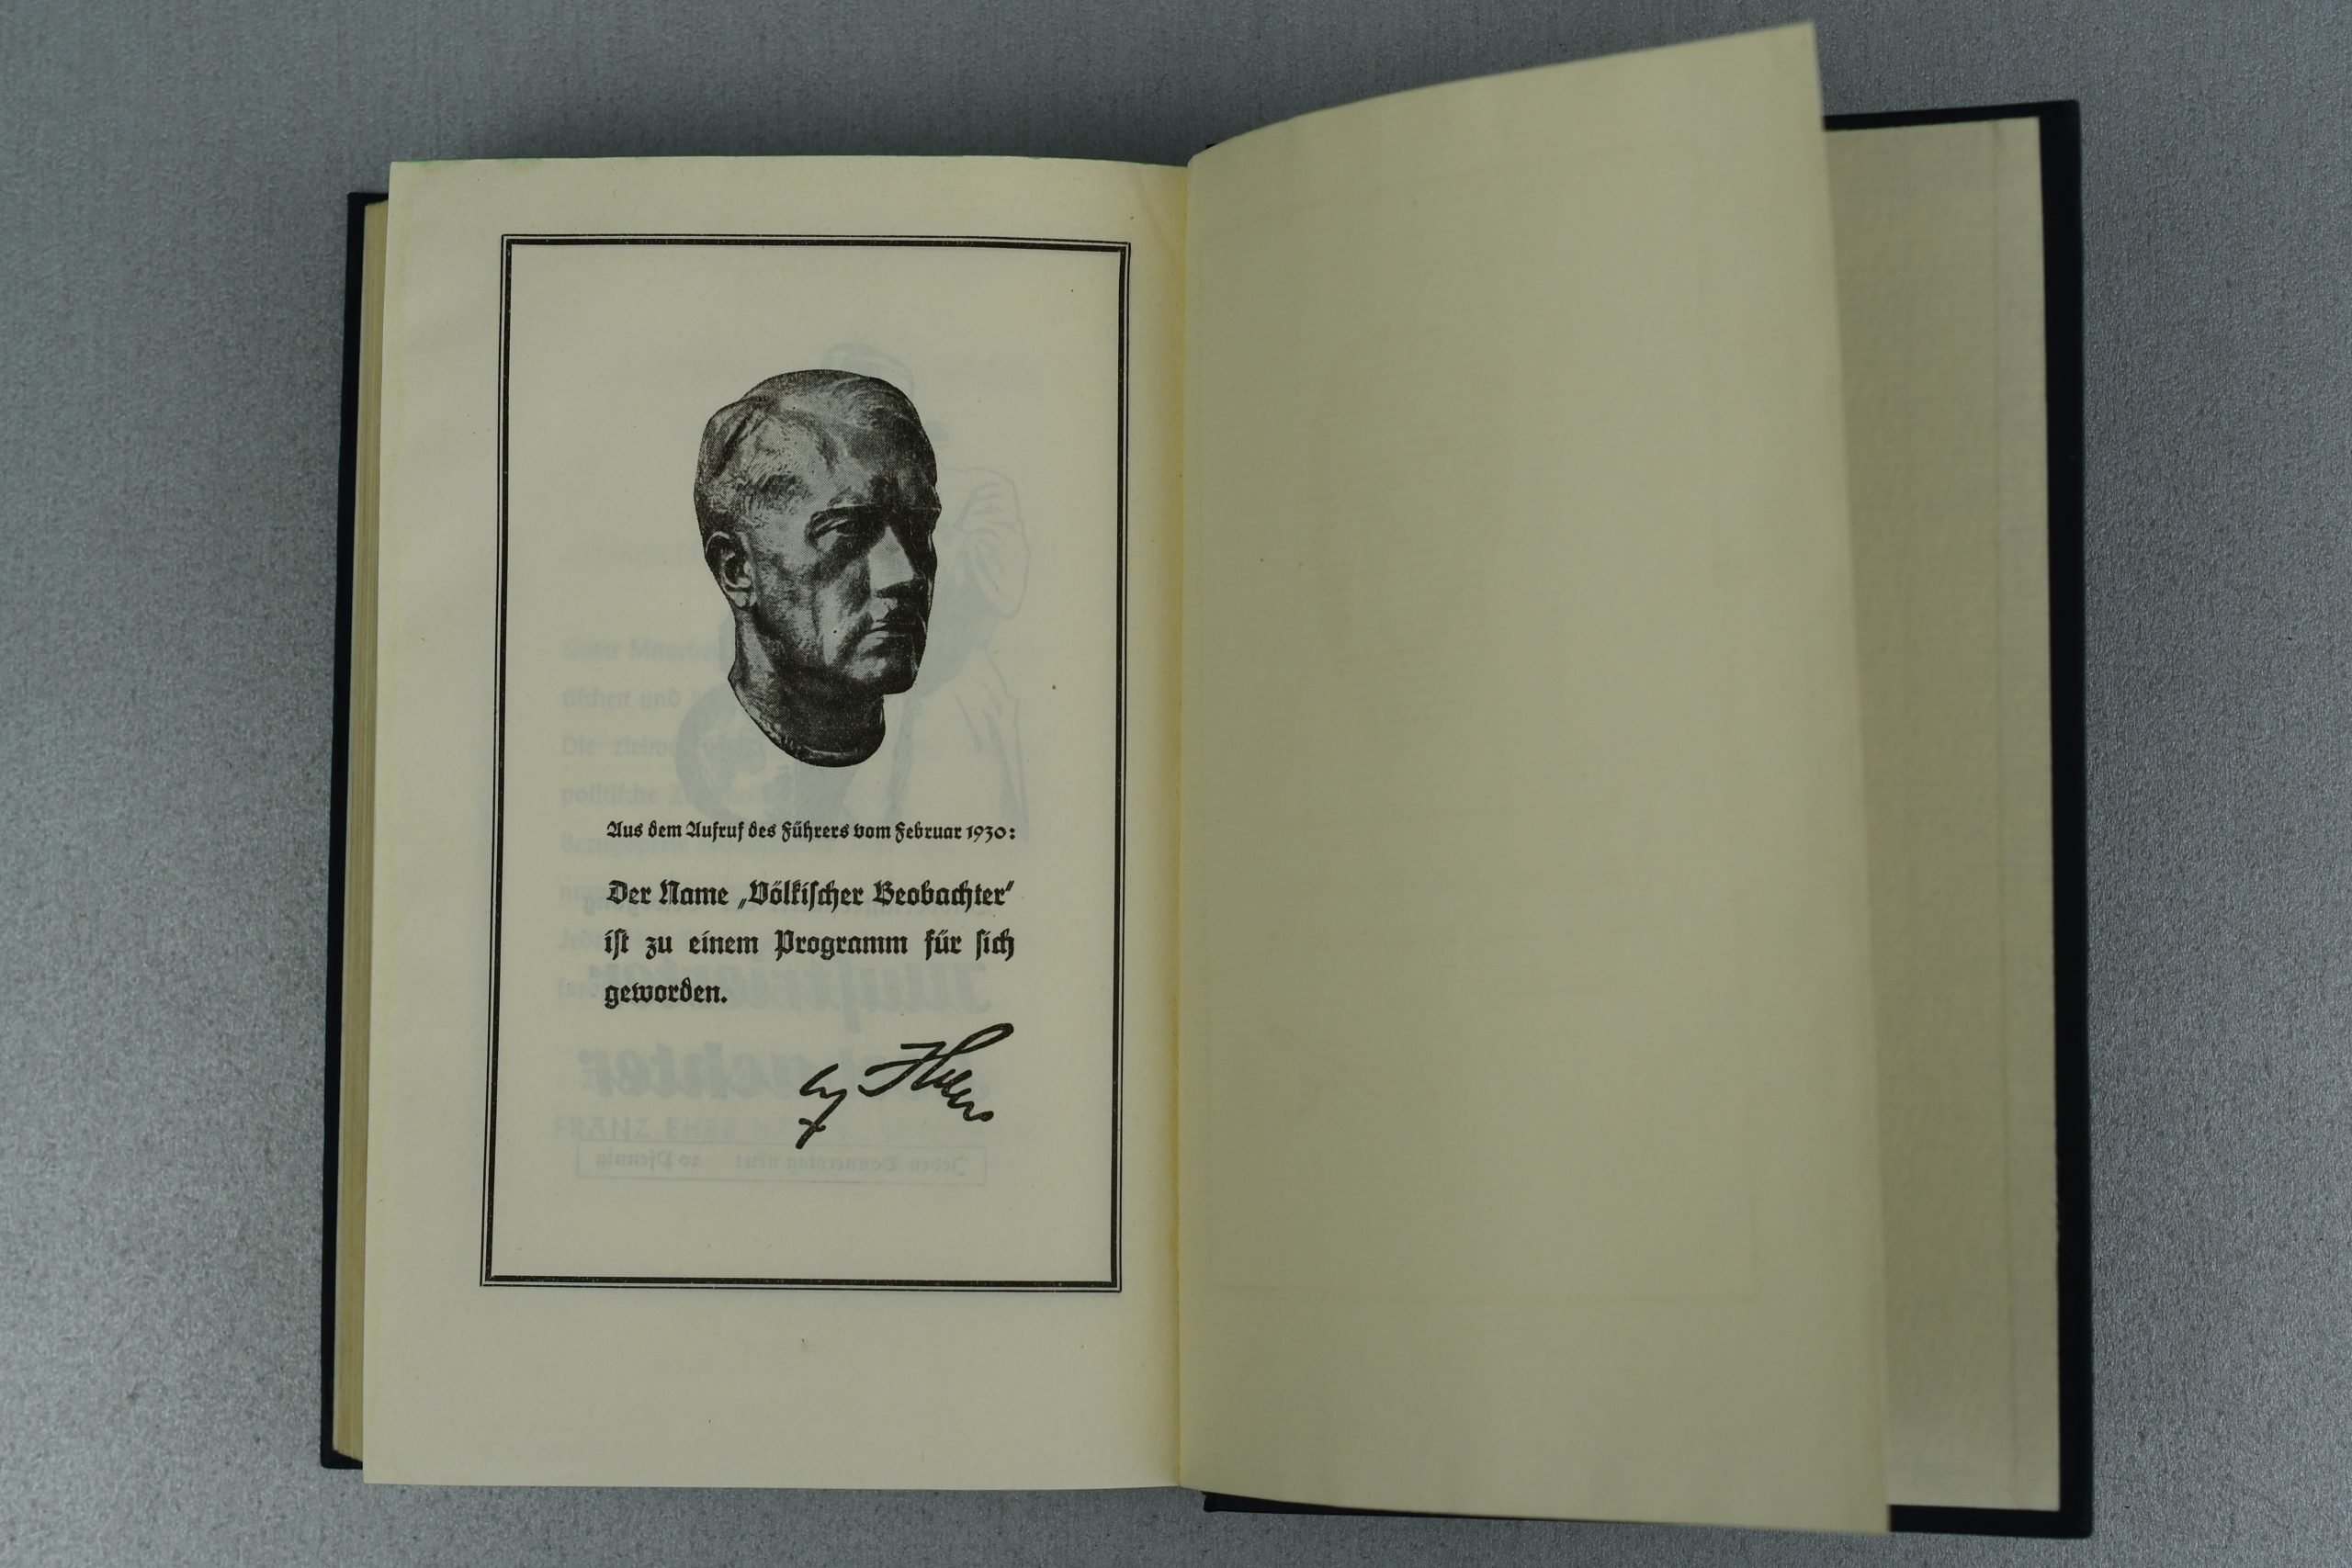 Aus dem Aufruf des Führers vom Februar 1930:
Der Name „Völkischer Beobachter“
ist zu einem Programm für sich
geworden.